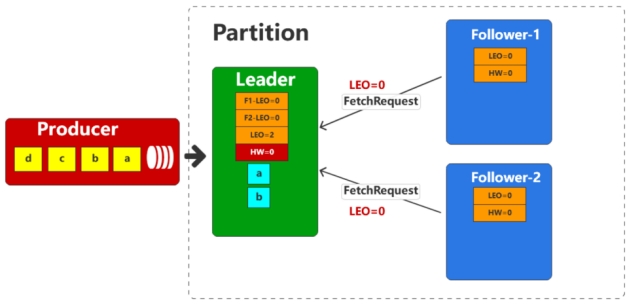 Partition
Producer
d c b a
Leader
F1-LEO=0
F2-LEO=0
LEO=2
HW=0
a
b
LEO=0
FetchRequest
FetchRequest
LEO=0
Follower-1
LEO=0
HW=0
Follower-2
LEO=0
HW=0